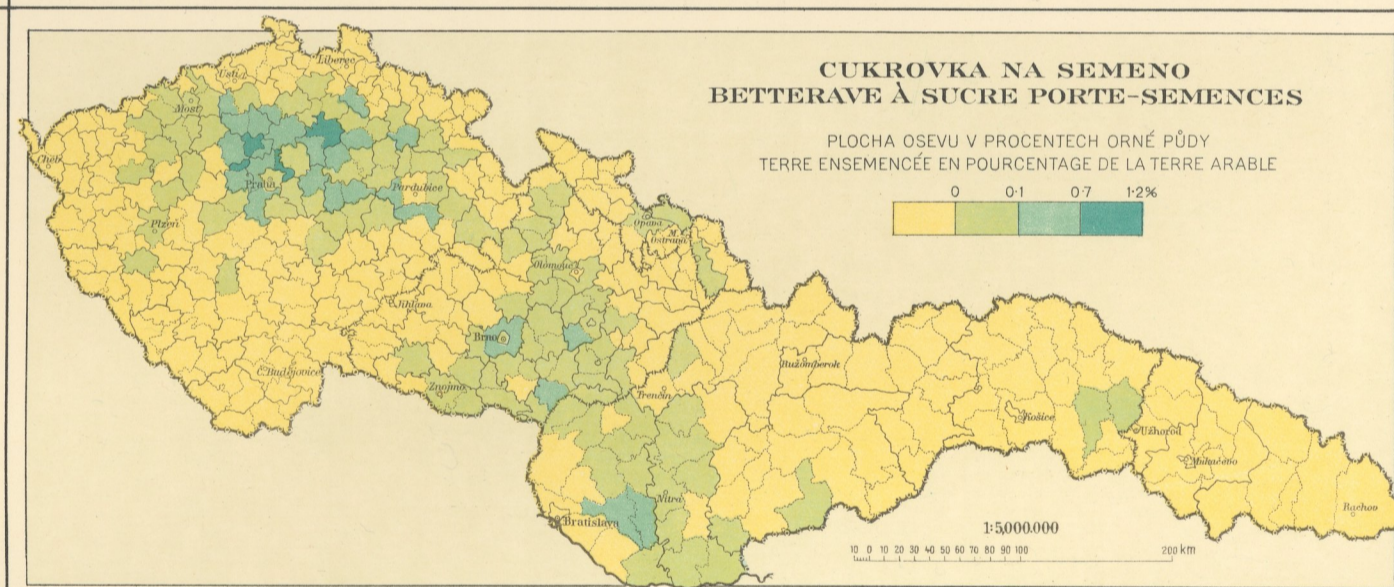 CUKROVKA NA SEMENO
BETTERAVE À SUCRE PORTE-SEMENCES
PLOCHA OSEVU V PROCENTECH ORNÉ PŮDY
TERRE ENSEMENCÉE EN POURCENTAGE DE LA TERRE ARABLE
0 0·1 0·7 1·2%
Liberec
Ústí
Most
Cheb
Praha
Pardubice
Plzeň
Opava
M. Ostrava
Olomouc
Jihlava
Brno
Budějovice
Znojmo
Ružomberok
Trenčín
Košice
Užhorod
Mukačevo
Nitra
Bratislava
Rachov
1:5,000.000
10 0 10 20 30 40 50 60 70 80 90 100 200 km